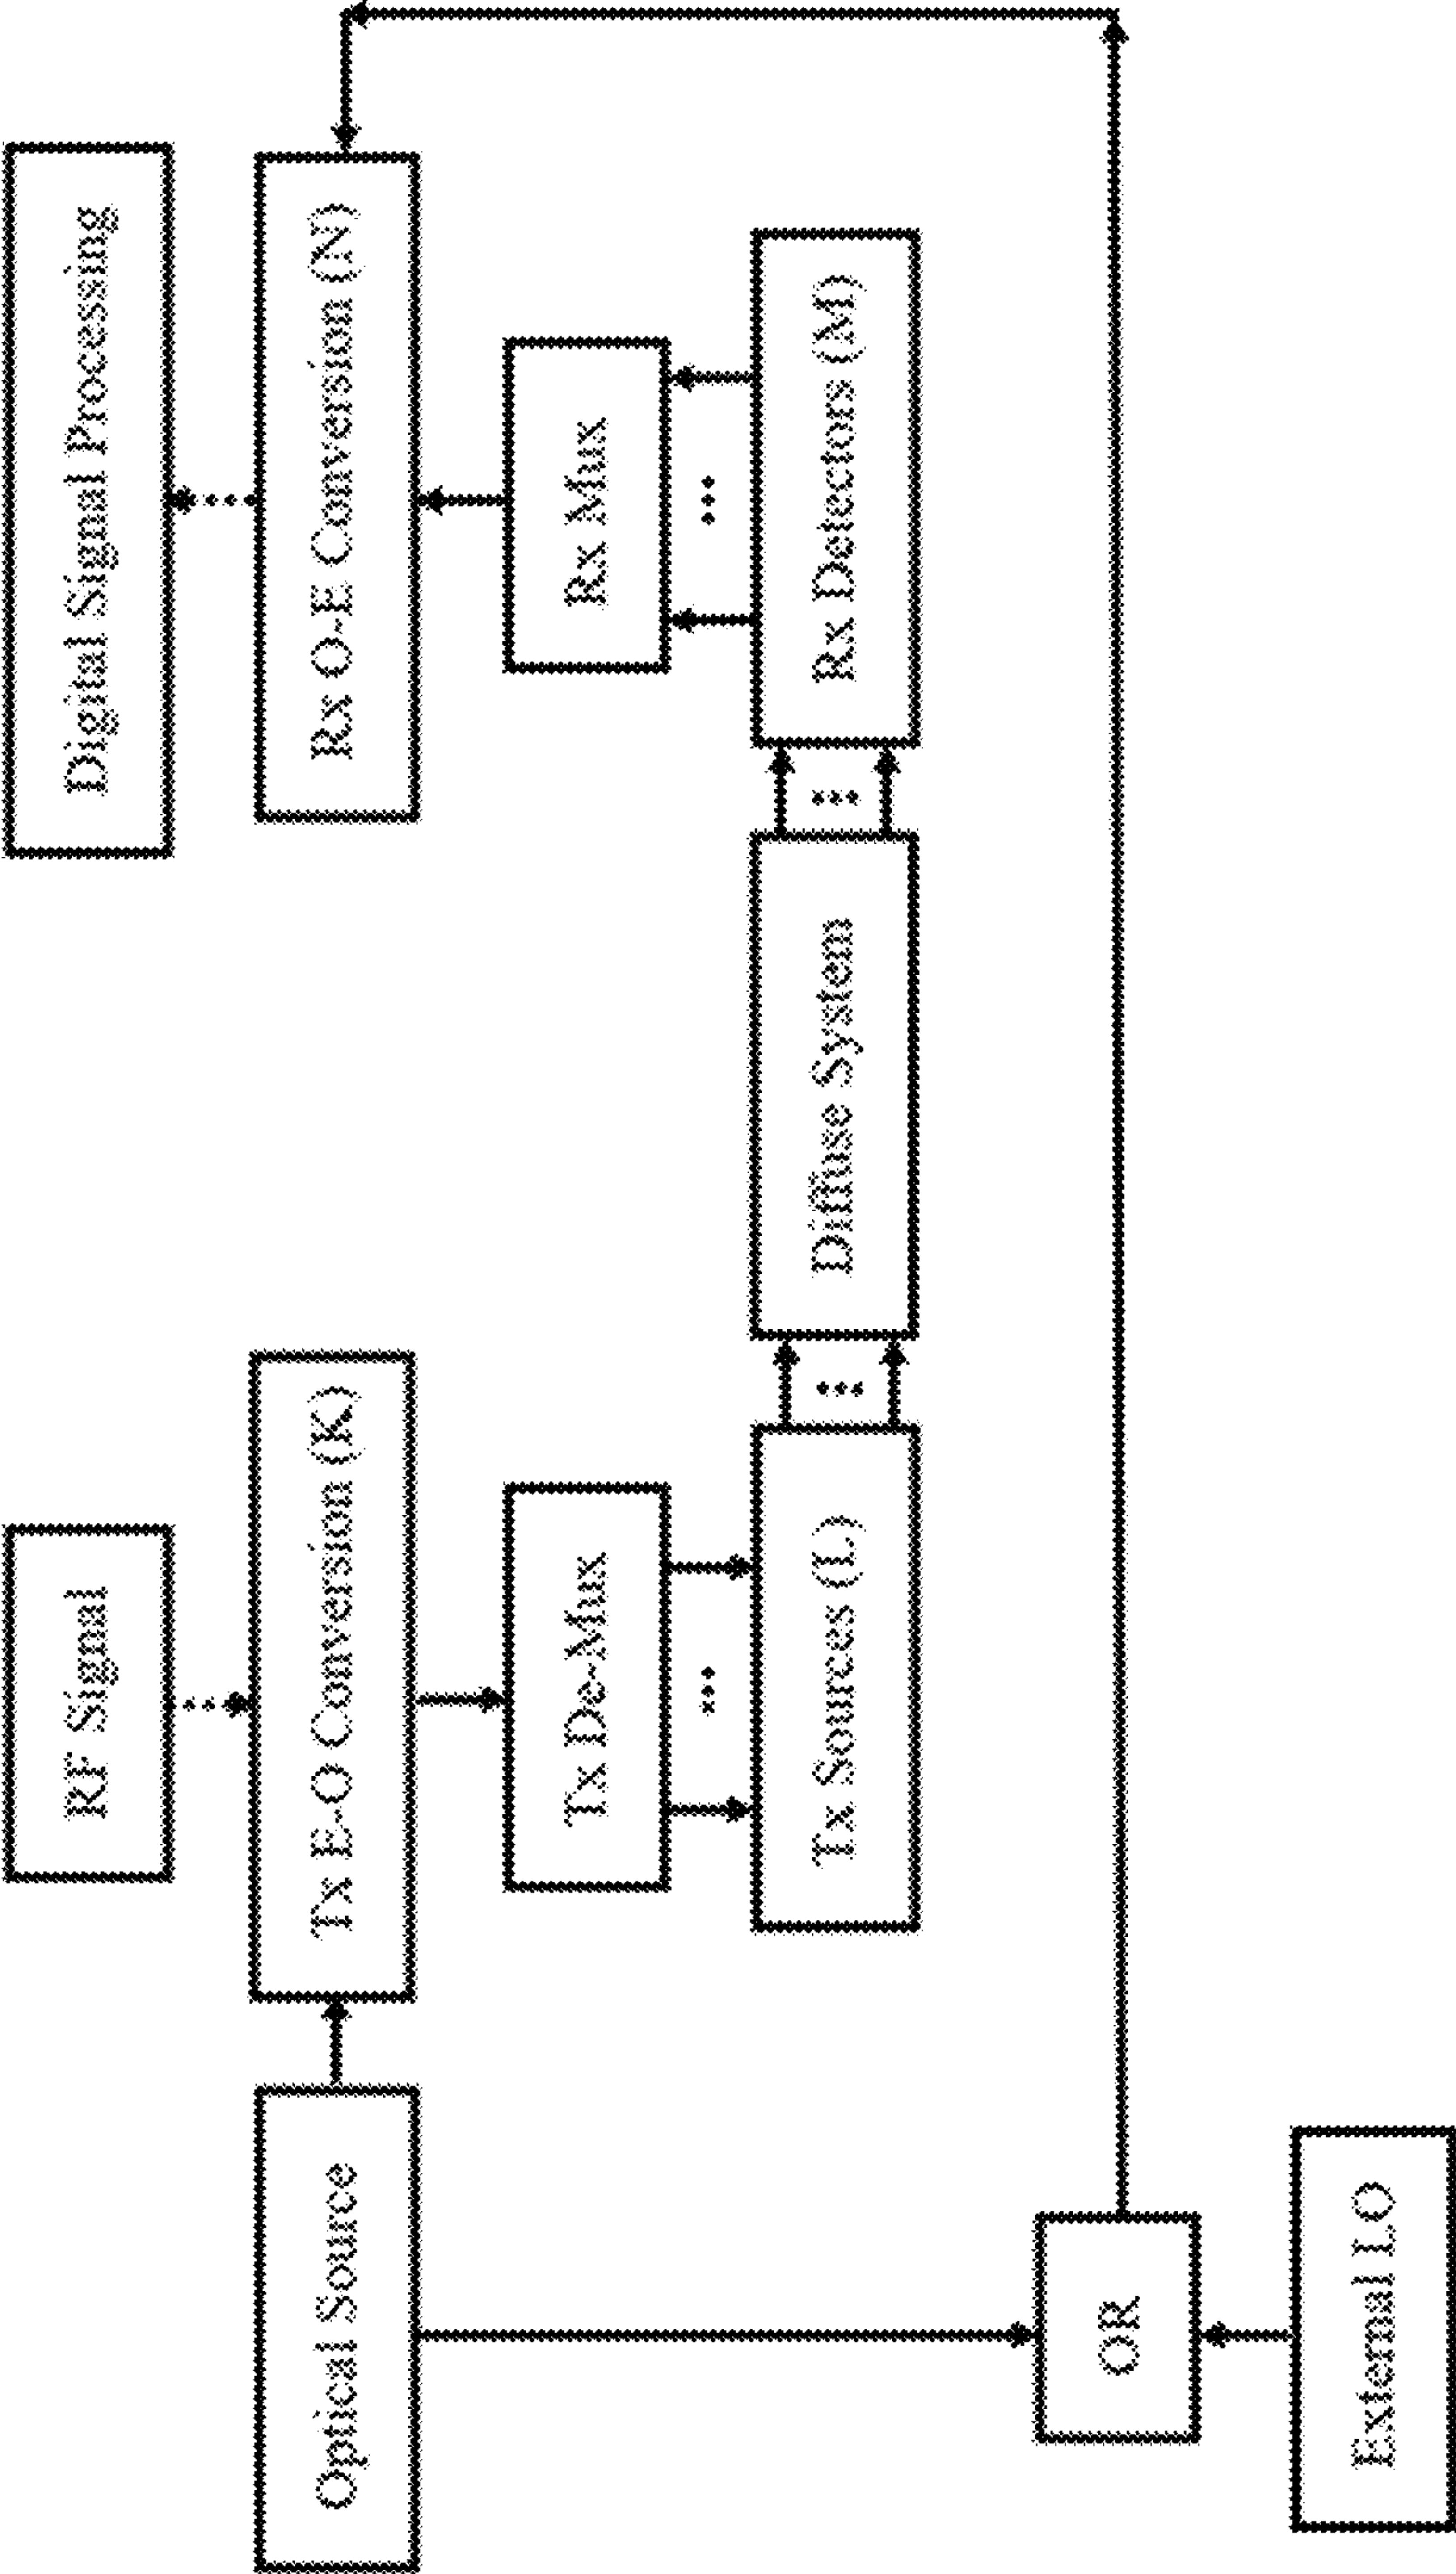 RF Signal
Digital Signal Processing
Optical Source
Tx E-O Conversion (K)
Rx O-E Conversion (N)
Tx De-Mux
Rx Mux
Tx Sources (L)
Diffuse System
Rx Detectors (M)
OR
External LO